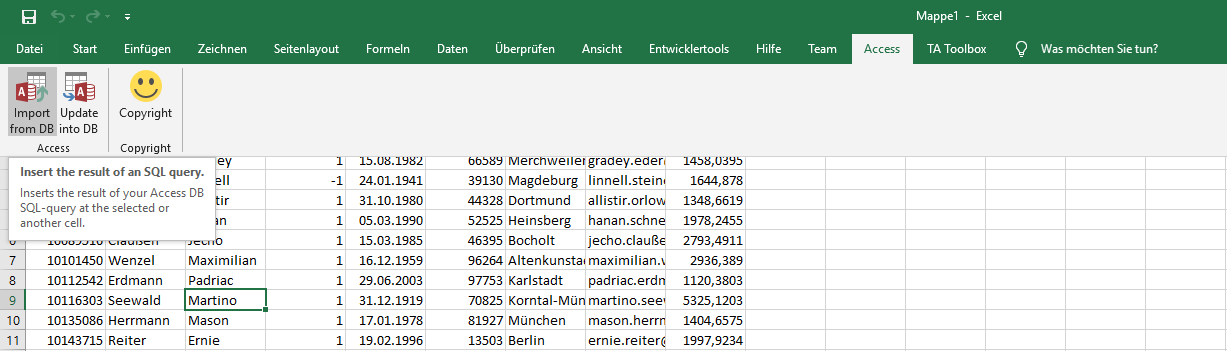 Mappe1 - Excel
Datei Start Einfügen Zeichnen Seitenlayout Formeln Daten Überprüfen Ansicht Entwicklertools Hilfe Team Access TA Toolbox Was möchten Sie tun?
Import Update Copyright
from DB into DB
Access Copyright
Insert the result of an SQL query.
Inserts the result of your Access DB
SQL-query at the selected or
another cell.
ey 1 15.08.1982 66589 Merchweiler gradey.eder 1458,0395
ell -1 24.01.1941 39130 Magdeburg linnell.stein 1644,878
tir 1 31.10.1980 44328 Dortmund allistir.orlow 1348,6619
an 1 05.03.1990 52525 Heinsberg hanan.schne 1978,2455
6 10089516 Claußen Jecho 1 15.03.1985 46395 Bocholt jecho.clauße 2793,4911
7 10101450 Wenzel Maximilian 1 16.12.1959 96264 Altenkunsta maximilian.w 2936,389
8 10112542 Erdmann Padriac 1 29.06.2003 97753 Karlstadt padriac.erdm 1120,3803
9 10116303 Seewald Martino 1 31.12.1919 70825 Korntal-Mün martino.seew 5325,1203
10 10135086 Herrmann Mason 1 17.01.1978 81927 München mason.herrn 1404,6575
11 10143715 Reiter Ernie 1 19.02.1996 13503 Berlin ernie.reiter@ 1997,9234